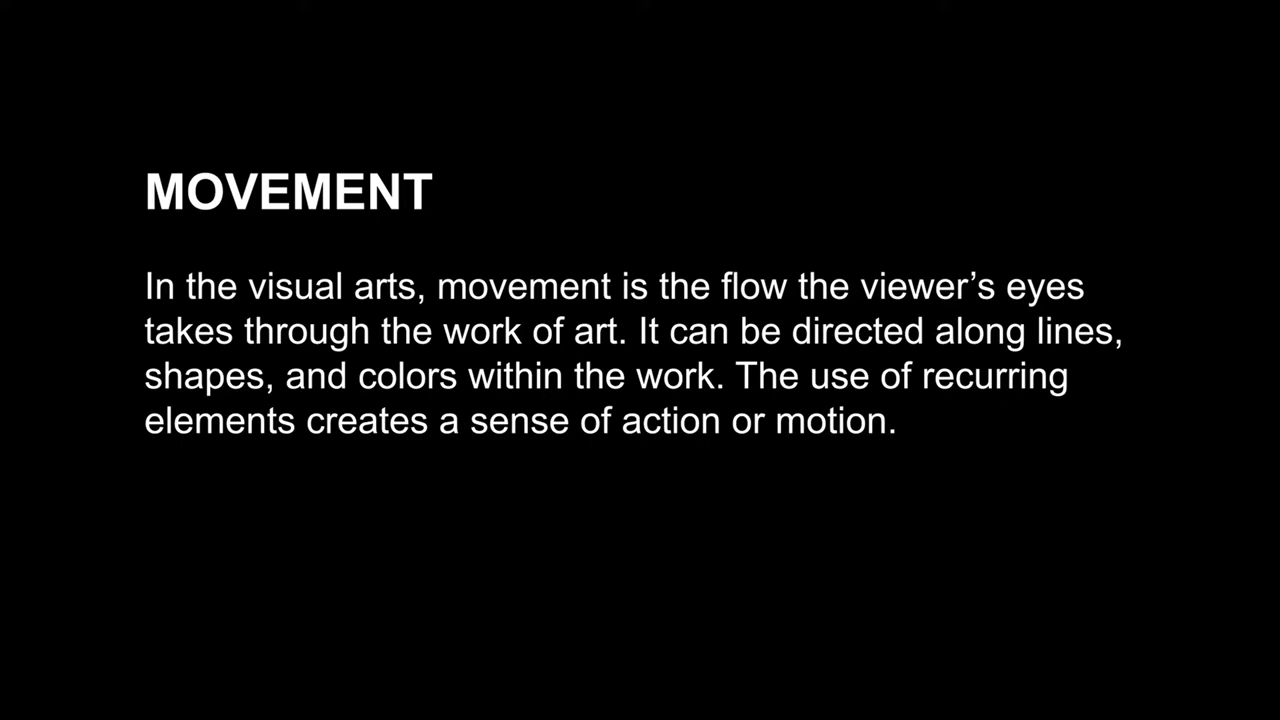 MOVEMENT
In the visual arts, movement is the flow the viewer’s eyes
takes through the work of art. It can be directed along lines,
shapes, and colors within the work. The use of recurring
elements creates a sense of action or motion.